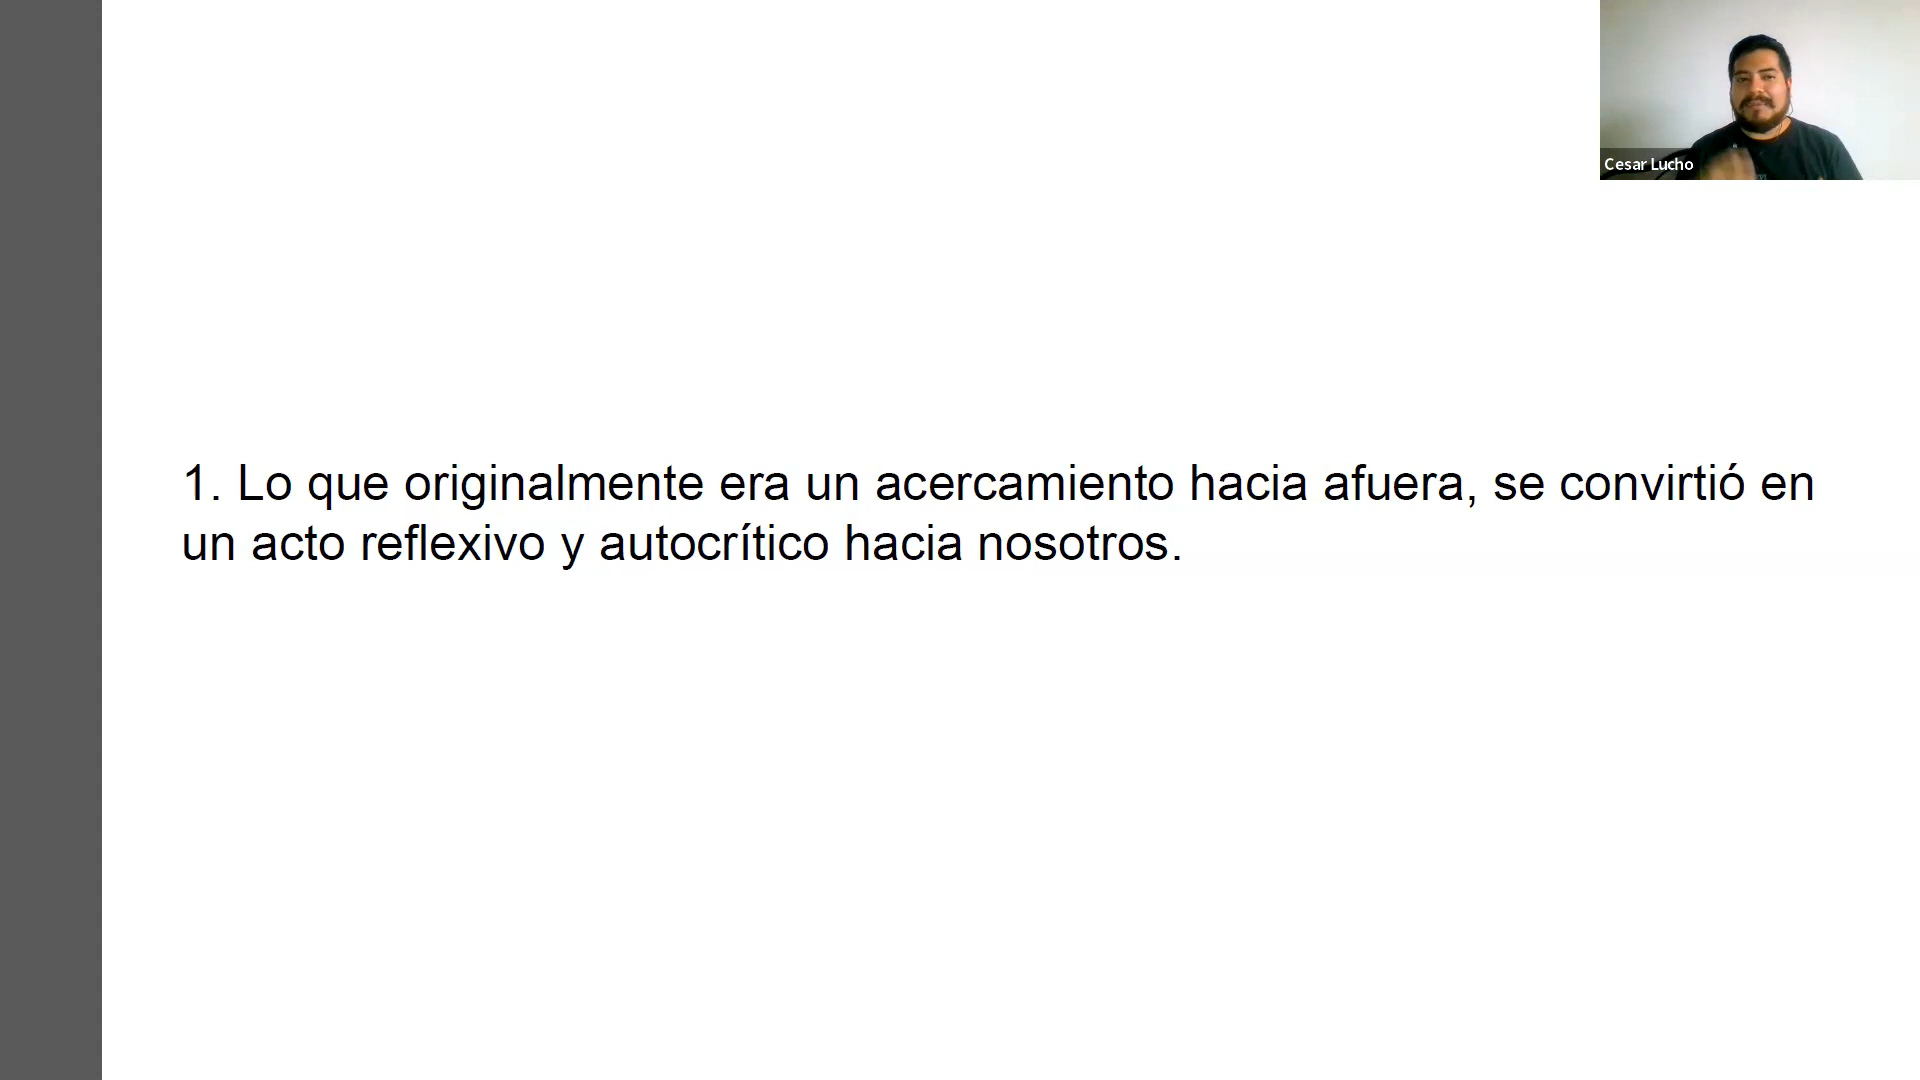 Cesar Lucho
1. Lo que originalmente era un acercamiento hacia afuera, se convirtió en
un acto reflexivo y autocrítico hacia nosotros.